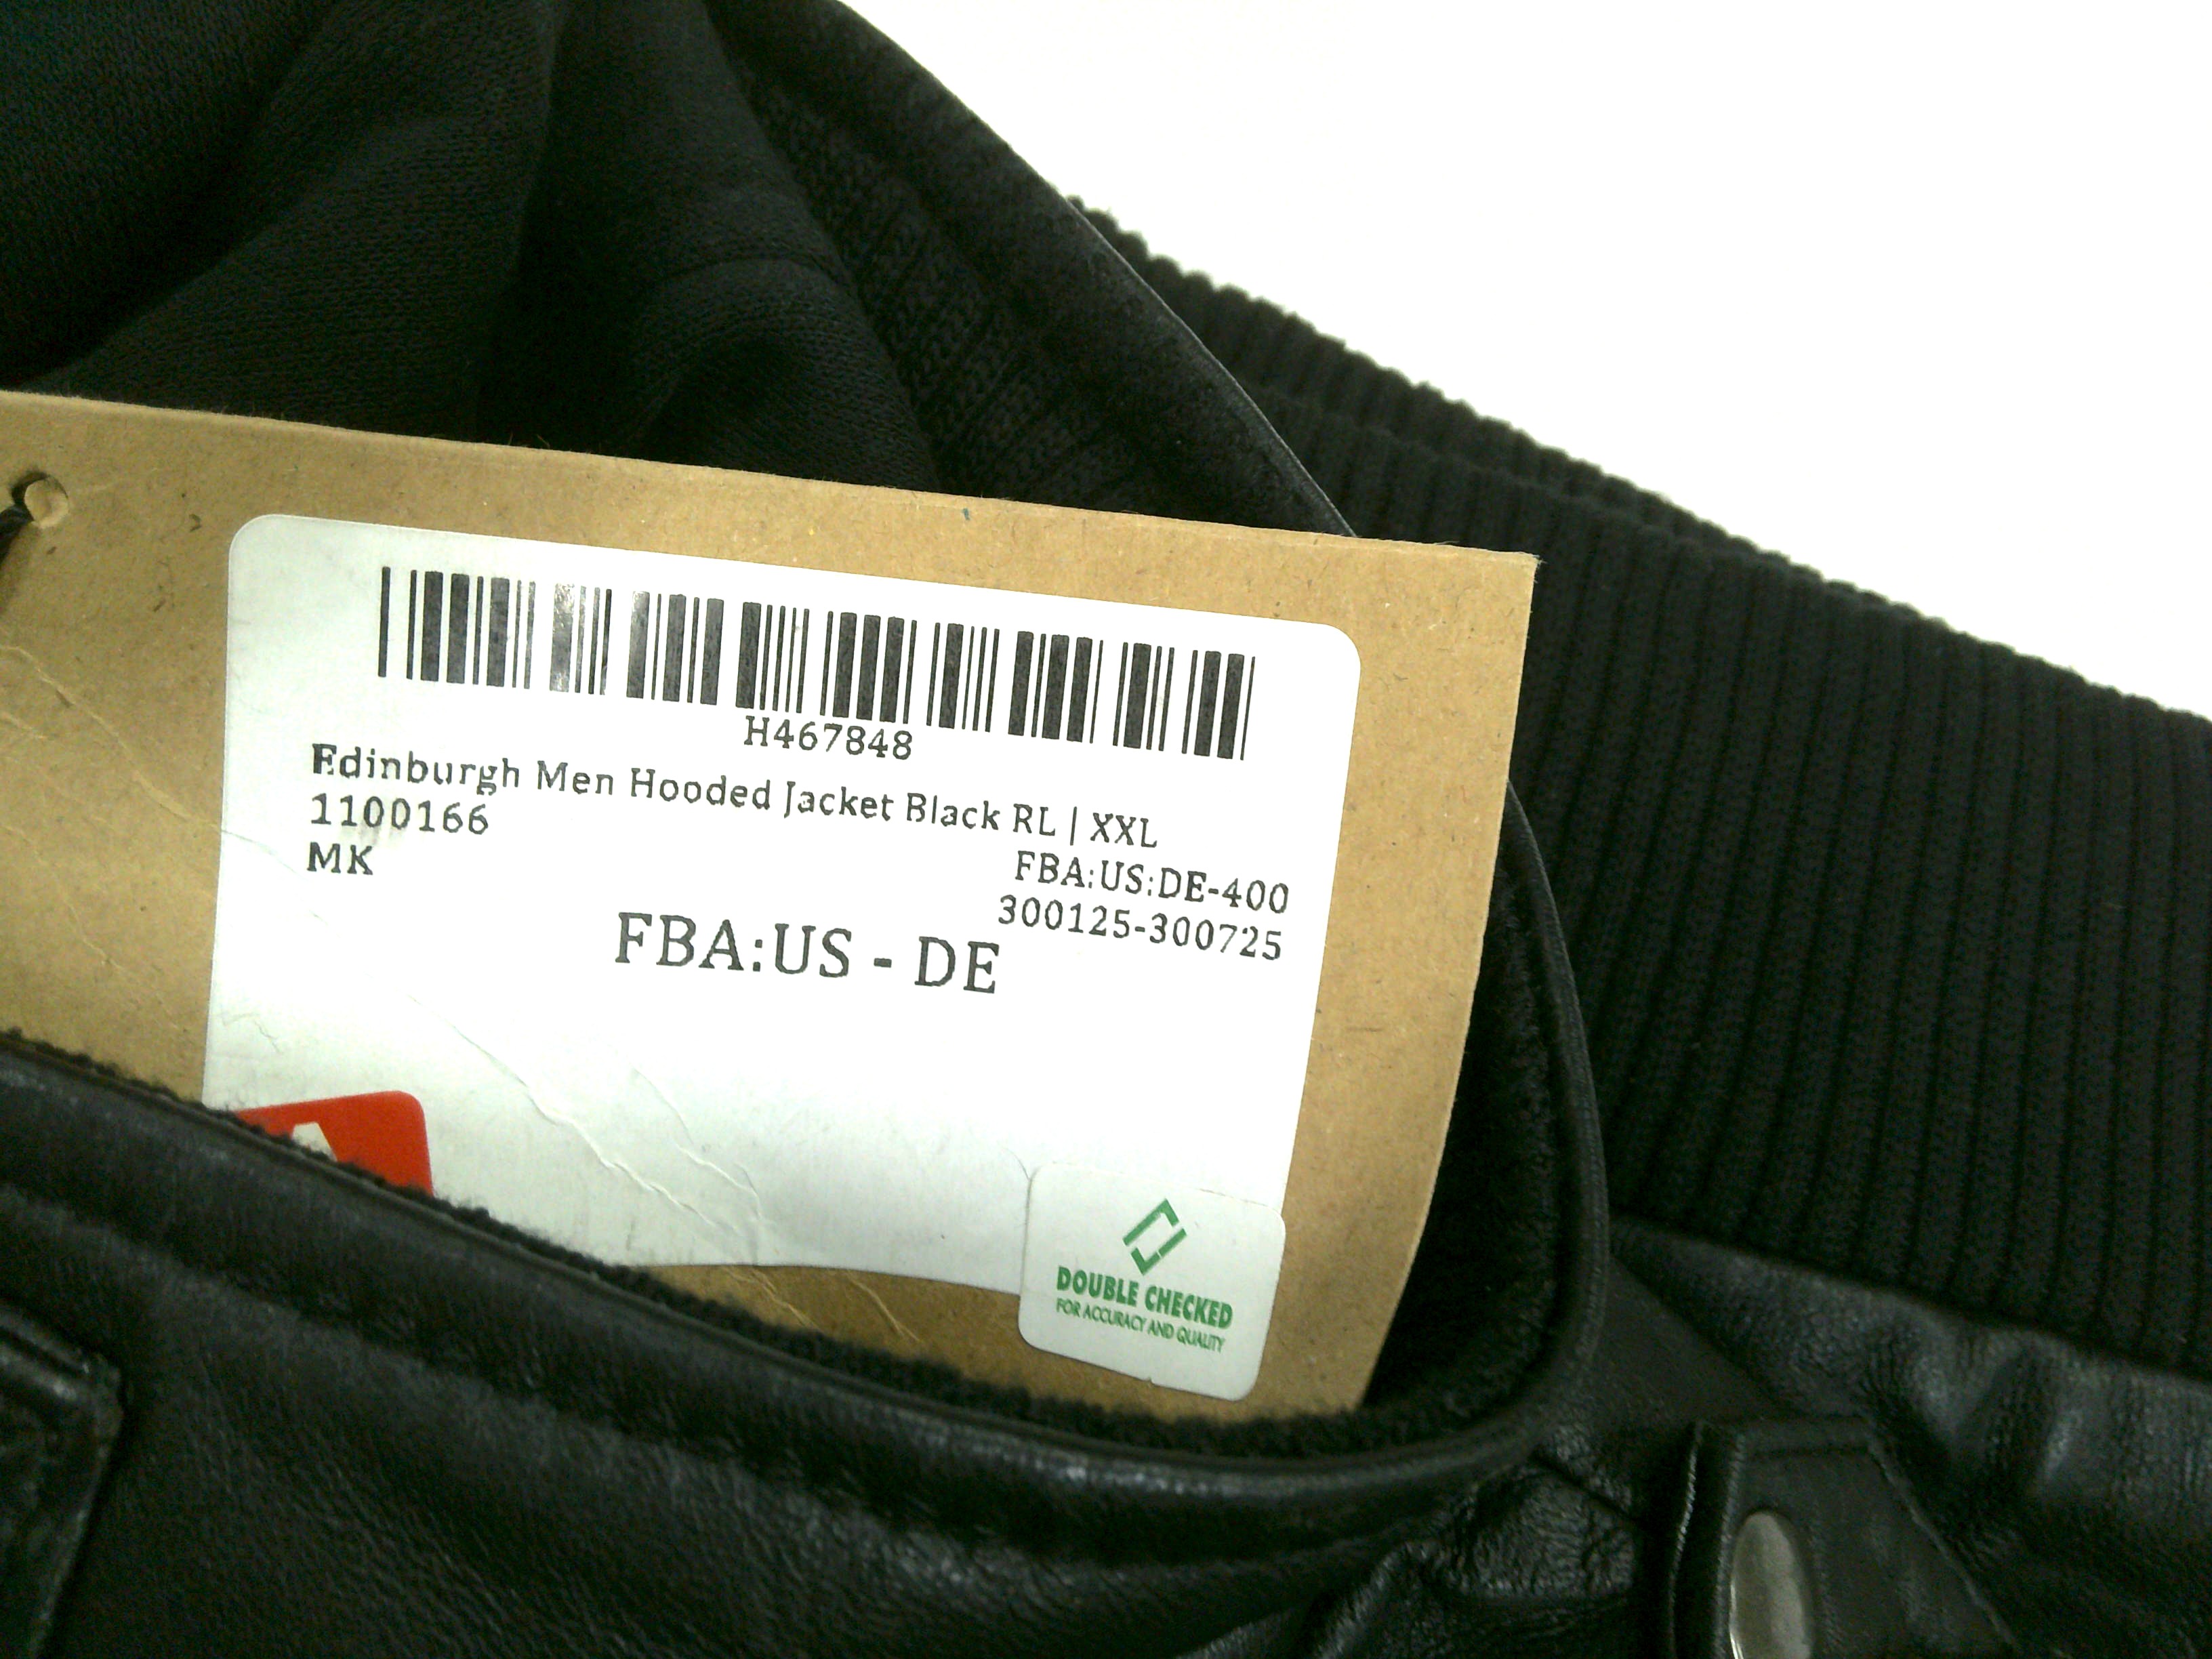 H467848
Edinburgh Men Hooded Jacket Black RL | XXL
1100166
FBA:US:DE-400
MK
300125-300725
FBA:US - DE
DOUBLE CHECKED
FOR ACCURACY AND QUALITY